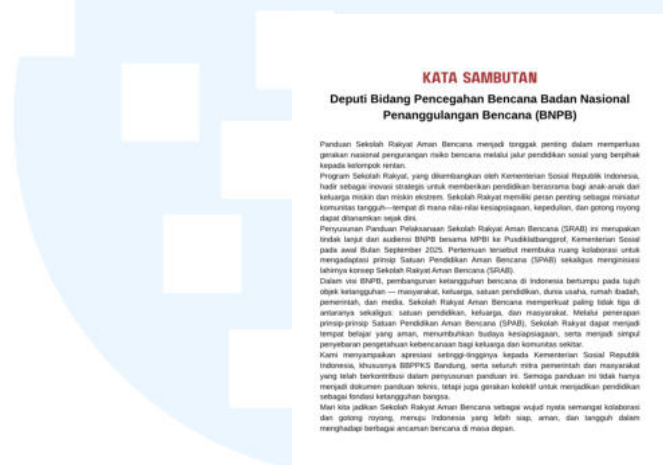 KATA SAMBUTAN
Deputi Bidang Pencegahan Bencana Badan Nasional
Penanggulangan Bencana (BNPB)
Panduan Sekolah Rakyat Aman Bencana menjadi tonggak penting dalam memperluas
gerakan nasional pengurangan risiko bencana melalui jalur pendidikan sosial yang berpihak
kepada kelompok rentan.
Program Sekolah Rakyat, yang dikembangkan oleh Kementerian Sosial Republik Indonesia,
hadir sebagai inovasi strategis untuk memberikan pendidikan berasrama bagi anak-anak dari
keluarga miskin dan miskin ekstrem. Sekolah Rakyat memiliki peran penting sebagai miniatur
komunitas tangguh—tempat di mana nilai-nilai kesiapsiagaan, kepedulian, dan gotong royong
dapat ditanamkan sejak dini.
Penyusunan Panduan Pelaksanaan Sekolah Rakyat Aman Bencana (SRAB) ini merupakan
tindak lanjut dari audiensi BNPB besama MPBI ke Pusdiklatbangprof, Kementerian Sosial
pada awal Bulan September 2025. Pertemuan tersebut membuka ruang kolaborasi untuk
mengadaptasi prinsip Satuan Pendidikan Aman Bencana (SPAB) sekaligus menginisiasi
lahirnya konsep Sekolah Rakyat Aman Bencana (SRAB).
Dalam visi BNPB, pembangunan ketangguhan bencana di Indonesia bertumpu pada tujuh
objek ketangguhan — masyarakat, keluarga, satuan pendidikan, dunia usaha, rumah ibadah,
pemerintah, dan media. Sekolah Rakyat Aman Bencana memperkuat paling tidak tiga di
antaranya sekaligus: satuan pendidikan, keluarga, dan masyarakat. Melalui penerapan
prinsip-prinsip Satuan Pendidikan Aman Bencana (SPAB), Sekolah Rakyat dapat menjadi
tempat belajar yang aman, menumbuhkan budaya kesiapsiagaan, serta menjadi simpul
penyebaran pengetahuan kebencanaan bagi keluarga dan komunitas sekitar.
Kami menyampaikan apresiasi setinggi-tingginya kepada Kementerian Sosial Republik
Indonesia, khususnya BBPPKS Bandung, serta seluruh mitra pemerintah dan masyarakat
yang telah berkontribusi dalam penyusunan panduan ini. Semoga panduan ini tidak hanya
menjadi dokumen panduan teknis, tetapi juga gerakan kolektif untuk menjadikan pendidikan
sebagai fondasi ketangguhan bangsa.
Mari kita jadikan Sekolah Rakyat Aman Bencana sebagai wujud nyata semangat kolaborasi
dan gotong royong, menuju Indonesia yang lebih siap, aman, dan tangguh dalam
menghadapi berbagai ancaman bencana di masa depan.